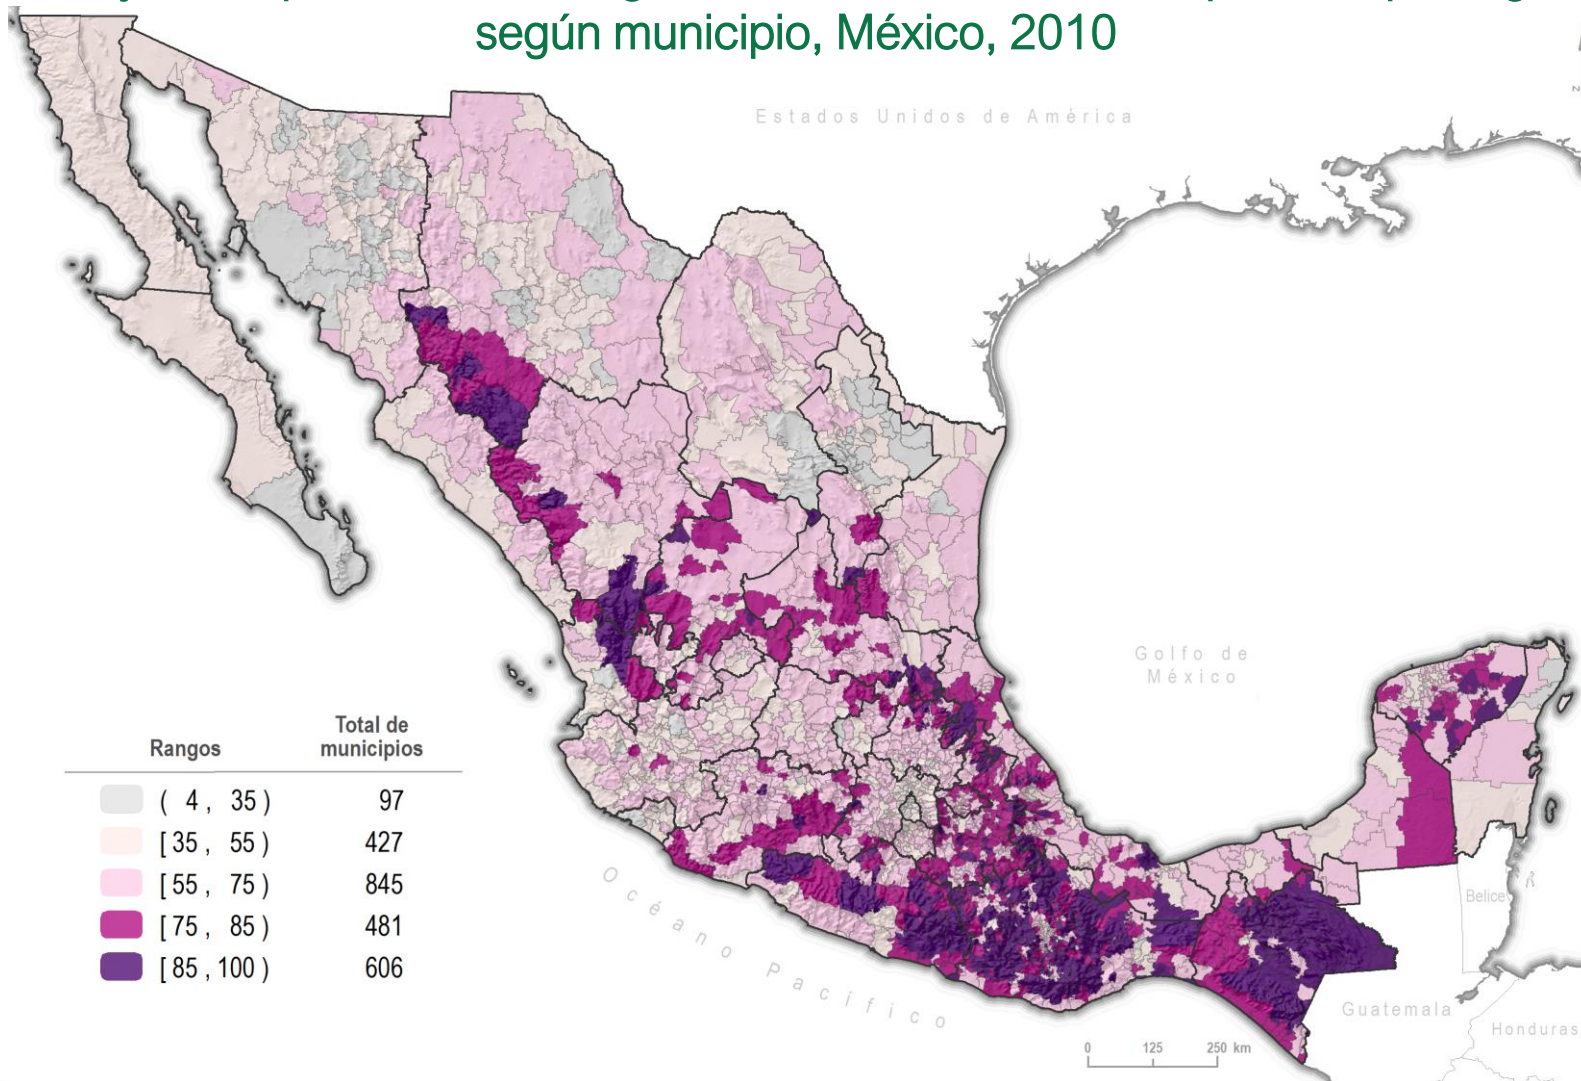 según municipio, México, 2010
Estados Unidos de América
Golfo de
México
Rangos
Total de
municipios
( 4 , 35 ) 97
[ 35 , 55 ) 427
[ 55 , 75 ) 845
[ 75 , 85 ) 481
[ 85 , 100 ) 606
Océano Pacífico
Belice
Guatemala
Honduras
0 125 250 km